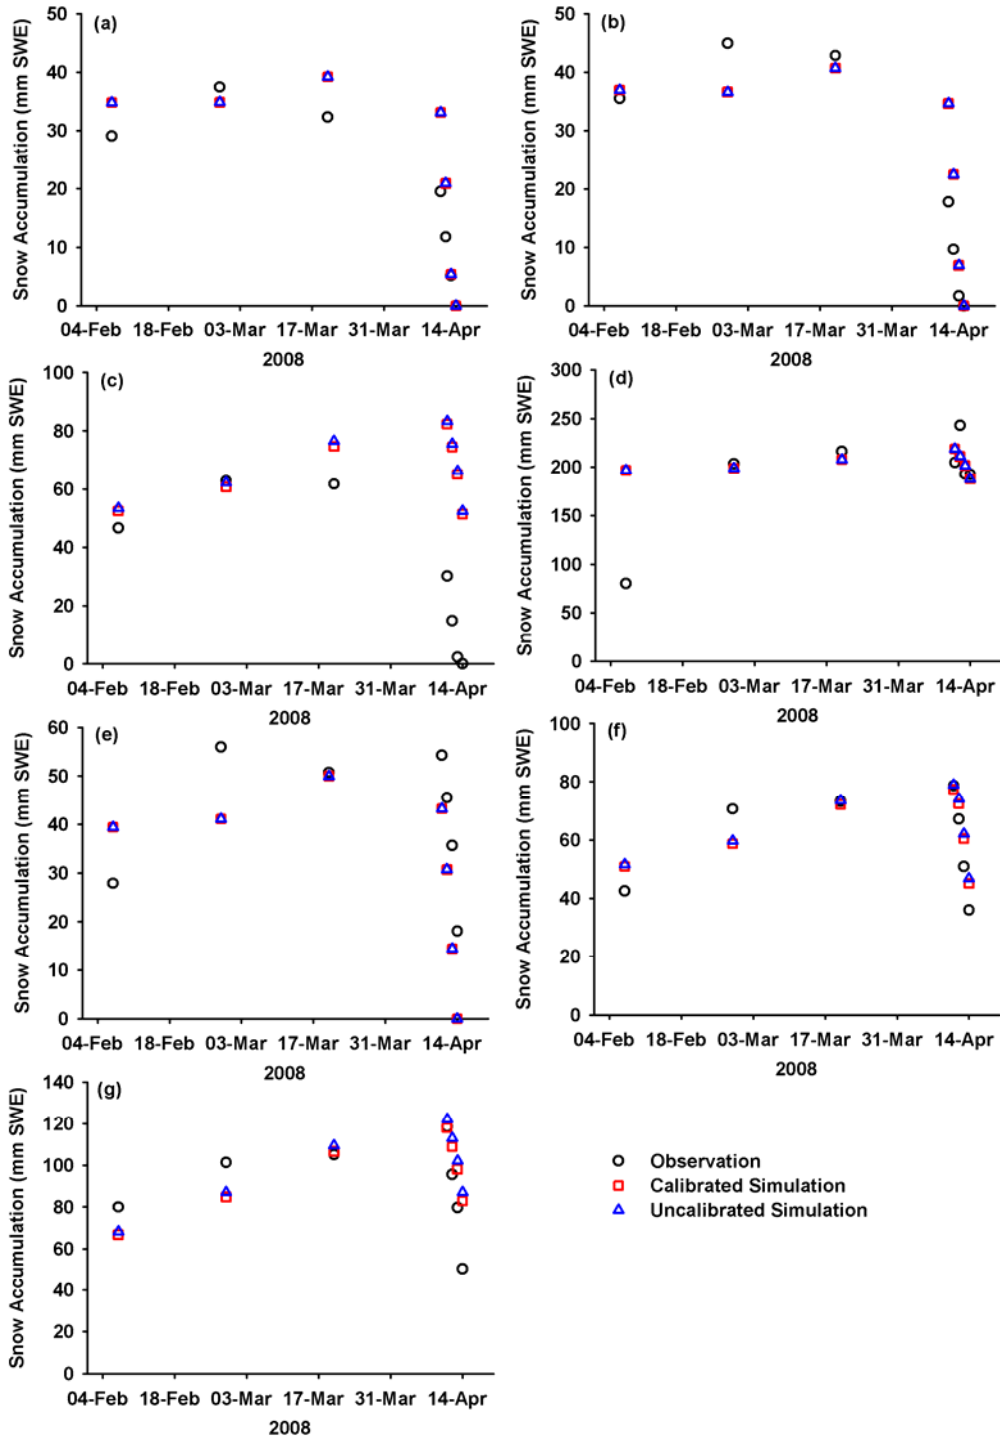 (a)
Snow Accumulation (mm SWE)
50
40
30
20
10
0
04-Feb 18-Feb 03-Mar 17-Mar 31-Mar 14-Apr
2008
(b)
Snow Accumulation (mm SWE)
50
40
30
20
10
0
04-Feb 18-Feb 03-Mar 17-Mar 31-Mar 14-Apr
2008
(c)
Snow Accumulation (mm SWE)
100
80
60
40
20
0
04-Feb 18-Feb 03-Mar 17-Mar 31-Mar 14-Apr
2008
(d)
Snow Accumulation (mm SWE)
300
250
200
150
100
50
0
04-Feb 18-Feb 03-Mar 17-Mar 31-Mar 14-Apr
2008
(e)
Snow Accumulation (mm SWE)
60
50
40
30
20
10
0
04-Feb 18-Feb 03-Mar 17-Mar 31-Mar 14-Apr
2008
(f)
Snow Accumulation (mm SWE)
100
80
60
40
20
0
04-Feb 18-Feb 03-Mar 17-Mar 31-Mar 14-Apr
2008
(g)
Snow Accumulation (mm SWE)
140
120
100
80
60
40
20
0
04-Feb 18-Feb 03-Mar 17-Mar 31-Mar 14-Apr
2008
Observation
Calibrated Simulation
Uncalibrated Simulation